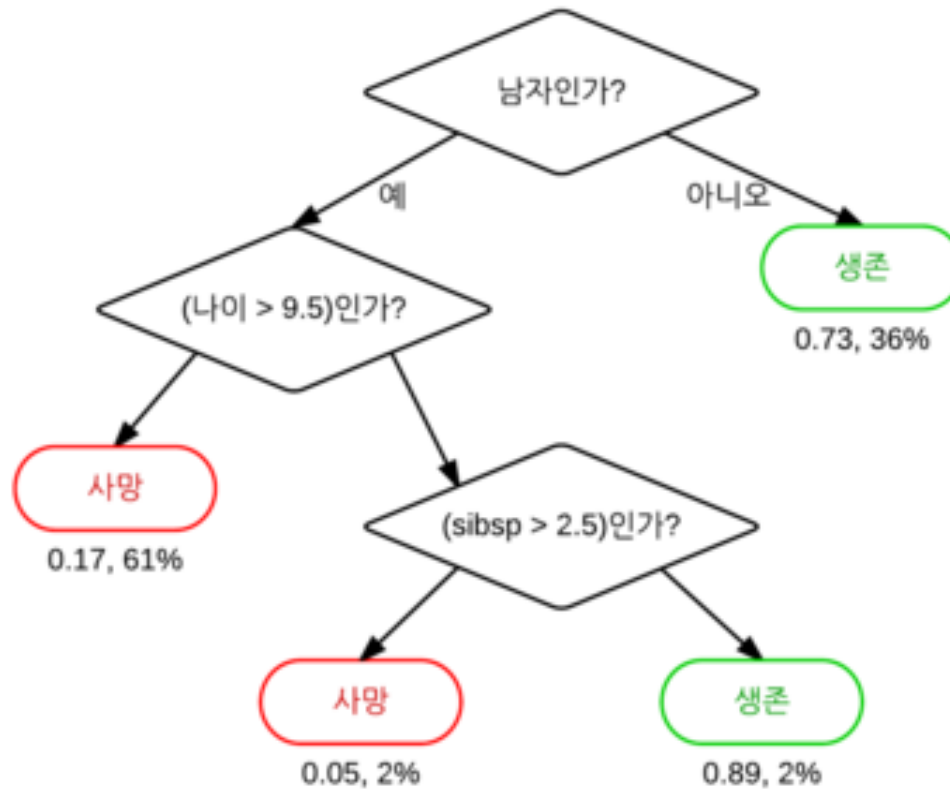 남자인가?
예
아니오
생존
0.73, 36%
(나이 > 9.5)인가?
사망
0.17, 61%
(sibsp > 2.5)인가?
사망
0.05, 2%
생존
0.89, 2%